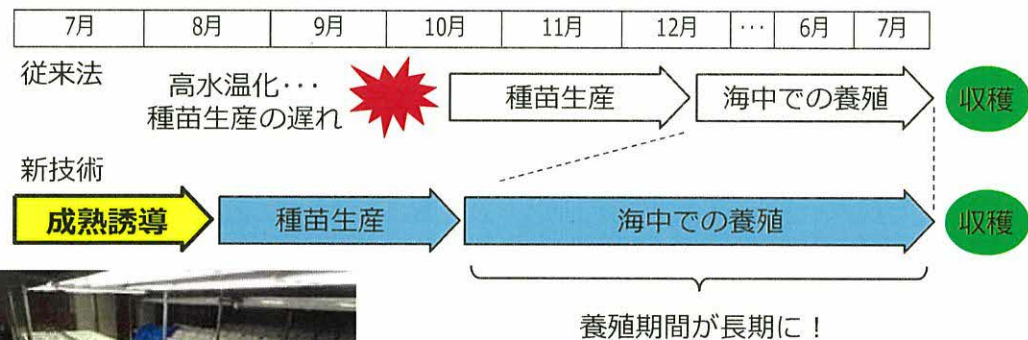 7月 8月 9月 10月 11月 12月 … 6月 7月
従来法
高水温化…
種苗生産の遅れ
種苗生産
海中での養殖
収穫
新技術
成熟誘導
種苗生産
海中での養殖
収穫
養殖期間が長期に！